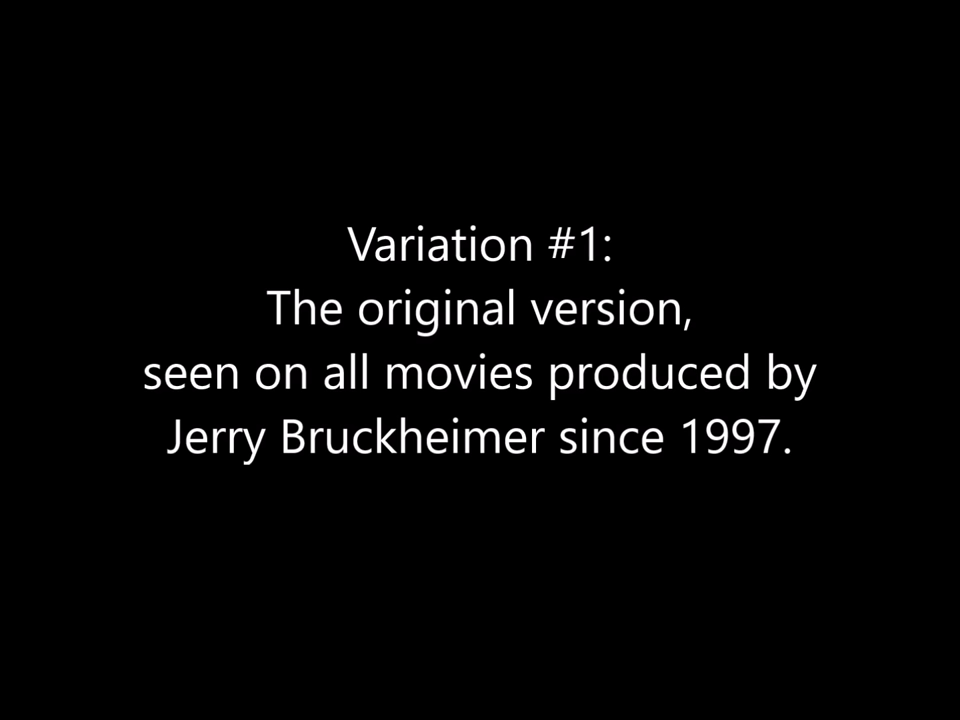 Variation #1:
The original version,
seen on all movies produced by
Jerry Bruckheimer since 1997.